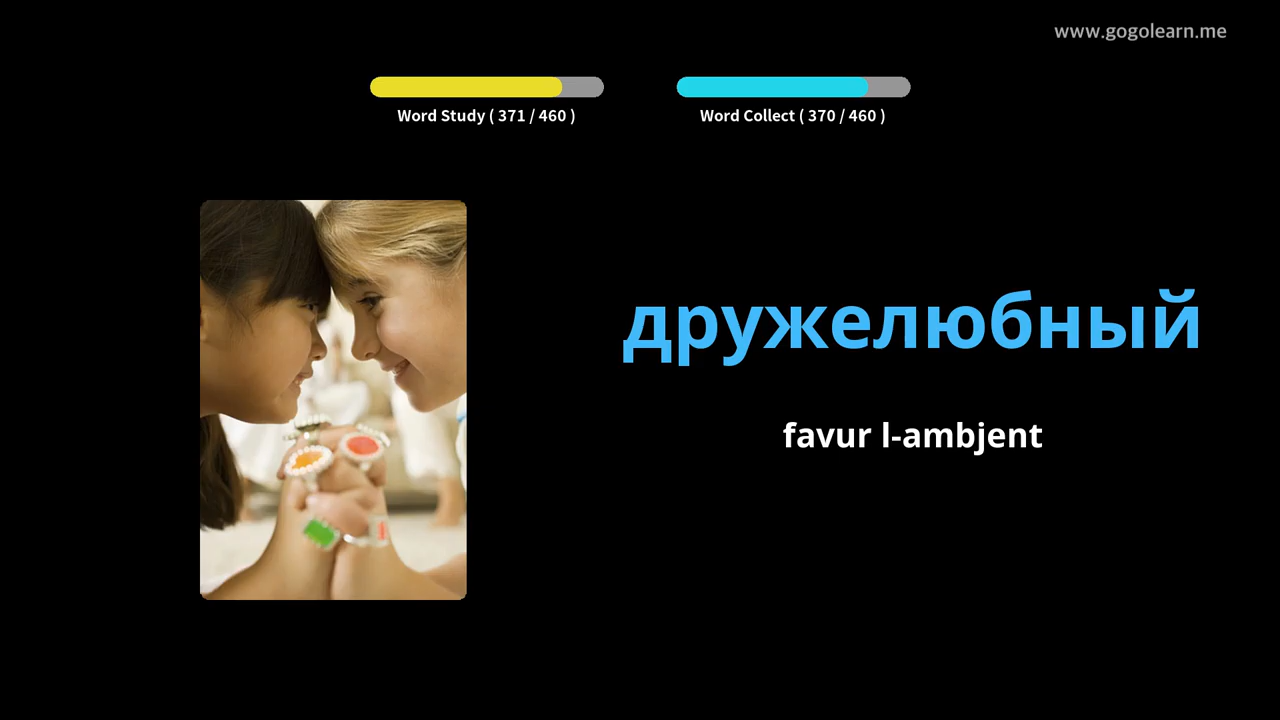 www.gogolearn.me
Word Study ( 371 / 460 )
Word Collect ( 370 / 460 )
дружелюбный
favur l-ambjent